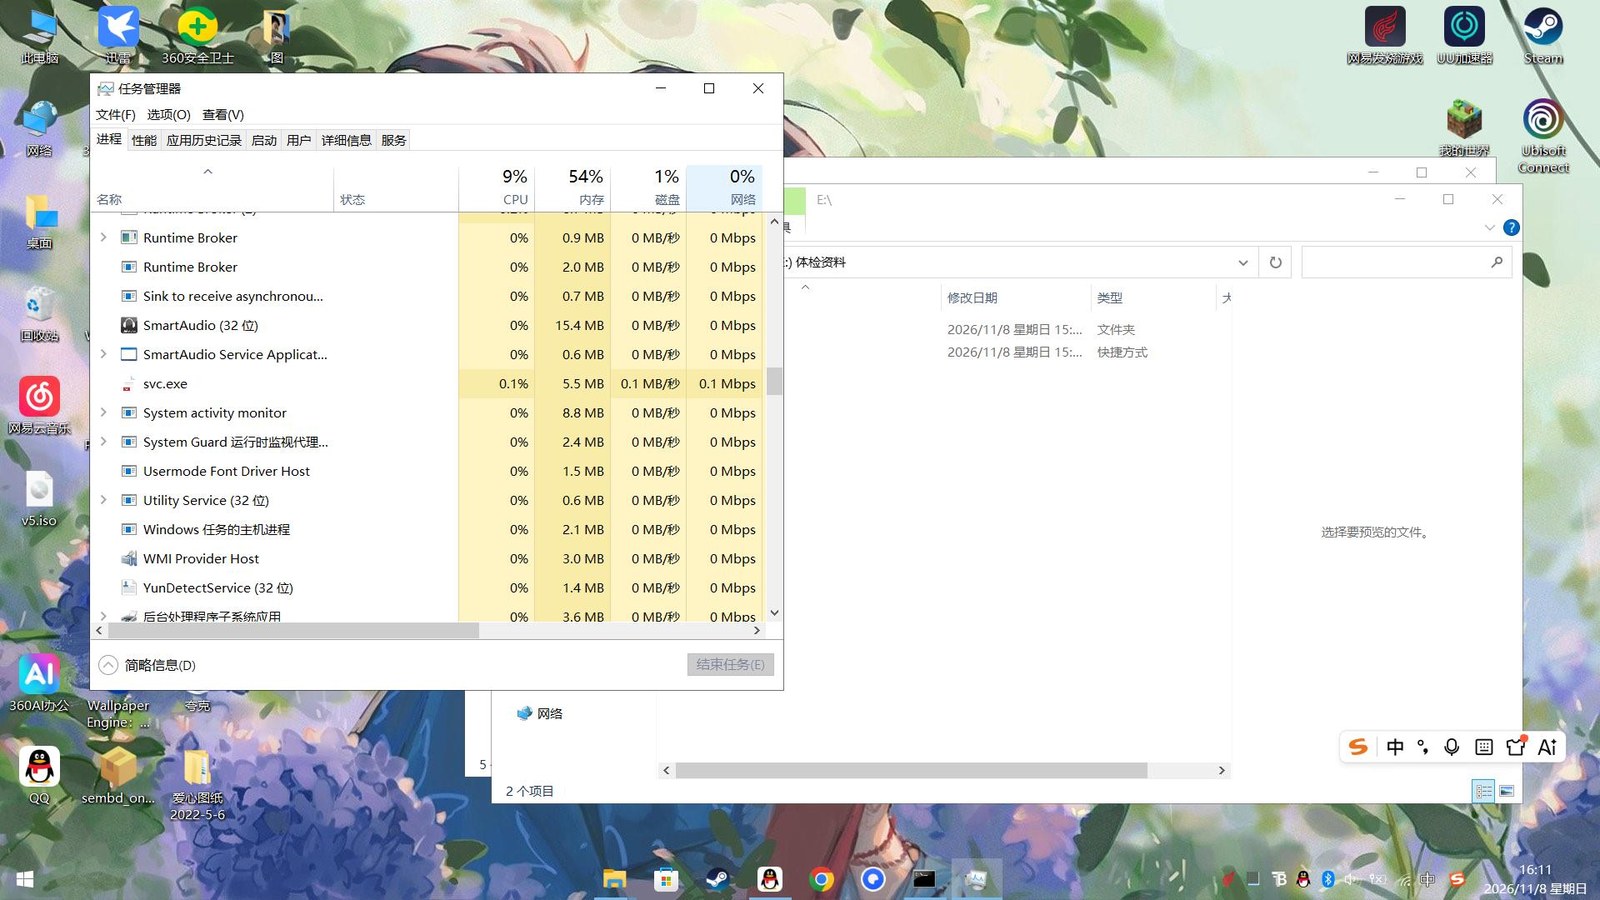 此电脑
迅雷
360安全卫士
图
网易发烧游戏
UU加速器
Steam
网络
我的世界
Ubisoft
Connect
桌面
回收站
网易云音乐
v5.iso
360AI办公
Wallpaper
Engine：...
夸克
QQ
sembd_on...
爱心图纸
2022-5-6
任务管理器
文件(F) 选项(O) 查看(V)
进程 性能 应用历史记录 启动 用户 详细信息 服务
9% 54% 1% 0%
名称 状态 CPU 内存 磁盘 网络
Runtime Broker 0% 0.9 MB 0 MB/秒 0 Mbps
Runtime Broker 0% 2.0 MB 0 MB/秒 0 Mbps
Sink to receive asynchronou... 0% 0.7 MB 0 MB/秒 0 Mbps
SmartAudio (32 位) 0% 15.4 MB 0 MB/秒 0 Mbps
SmartAudio Service Applicat... 0% 0.6 MB 0 MB/秒 0 Mbps
svc.exe 0.1% 5.5 MB 0.1 MB/秒 0.1 Mbps
System activity monitor 0% 8.8 MB 0 MB/秒 0 Mbps
System Guard 运行时监视代理... 0% 2.4 MB 0 MB/秒 0 Mbps
Usermode Font Driver Host 0% 1.5 MB 0 MB/秒 0 Mbps
Utility Service (32 位) 0% 0.6 MB 0 MB/秒 0 Mbps
Windows 任务的主机进程 0% 2.1 MB 0 MB/秒 0 Mbps
WMI Provider Host 0% 3.0 MB 0 MB/秒 0 Mbps
YunDetectService (32 位) 0% 1.4 MB 0 MB/秒 0 Mbps
后台处理程序子系统应用 0% 3.6 MB 0 MB/秒 0 Mbps
简略信息(D) 结束任务(E)
E:\
:) 体检资料
修改日期 类型
2026/11/8 星期日 15:... 文件夹
2026/11/8 星期日 15:... 快捷方式
选择要预览的文件。
网络
5
2 个项目
中
16:11
中
2026/11/8 星期日